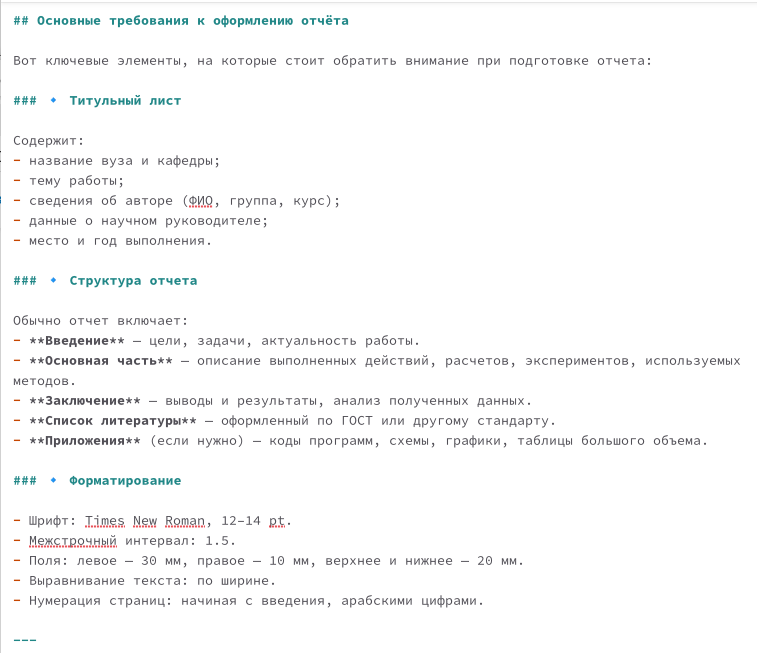 ## Основные требования к оформлению отчёта
Вот ключевые элементы, на которые стоит обратить внимание при подготовке отчета:
### 🔹 Титульный лист
Содержит:
- название вуза и кафедры;
- тему работы;
- сведения об авторе (ФИО, группа, курс);
- данные о научном руководителе;
- место и год выполнения.
### 🔹 Структура отчета
Обычно отчет включает:
- **Введение** — цели, задачи, актуальность работы.
- **Основная часть** — описание выполненных действий, расчетов, экспериментов, используемых
методов.
- **Заключение** — выводы и результаты, анализ полученных данных.
- **Список литературы** — оформленный по ГОСТ или другому стандарту.
- **Приложения** (если нужно) — коды программ, схемы, графики, таблицы большого объема.
### 🔹 Форматирование
- Шрифт: Times New Roman, 12–14 pt.
- Межстрочный интервал: 1.5.
- Поля: левое — 30 мм, правое — 10 мм, верхнее и нижнее — 20 мм.
- Выравнивание текста: по ширине.
- Нумерация страниц: начиная с введения, арабскими цифрами.
---